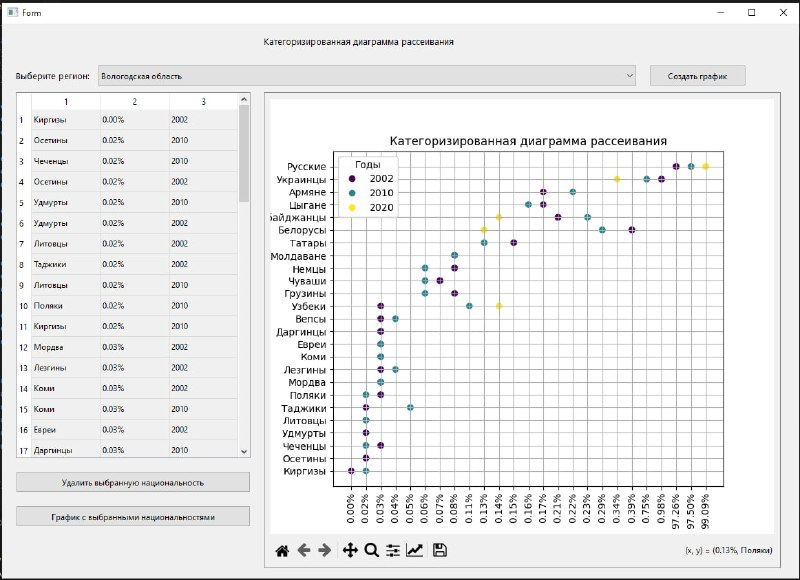 Form
Категоризированная диаграмма рассеивания
Выберите регион: Вологодская область Создать график
1 2 3
1 Киргизы 0.00% 2002
2 Осетины 0.02% 2002
3 Чеченцы 0.02% 2010
4 Осетины 0.02% 2002
5 Удмурты 0.02% 2002
6 Удмурты 0.02% 2002
7 Литовцы 0.02% 2010
8 Таджики 0.02% 2002
9 Литовцы 0.02% 2010
10 Поляки 0.02% 2010
11 Киргизы 0.02% 2010
12 Мордва 0.03% 2010
13 Лезгины 0.03% 2002
14 Коми 0.03% 2002
15 Коми 0.03% 2010
16 Евреи 0.03% 2002
17 Даргинцы 0.03% 2002
Удалить выбранную национальность
График с выбранными национальностями
Категоризированная диаграмма рассеивания
Годы
2002
2010
2020
Русские
Украинцы
Армяне
Цыгане
байджанцы
Белорусы
Татары
Молдаване
Немцы
Чуваши
Грузины
Узбеки
Вепсы
Даргинцы
Евреи
Коми
Лезгины
Мордва
Поляки
Таджики
Литовцы
Удмурты
Чеченцы
Осетины
Киргизы
0.00%
0.02%
0.03%
0.04%
0.05%
0.06%
0.07%
0.08%
0.11%
0.13%
0.14%
0.15%
0.16%
0.17%
0.21%
0.22%
0.23%
0.29%
0.34%
0.39%
0.75%
0.98%
97.26%
97.50%
99.09%
(x, y) = (0.13%, Поляки)